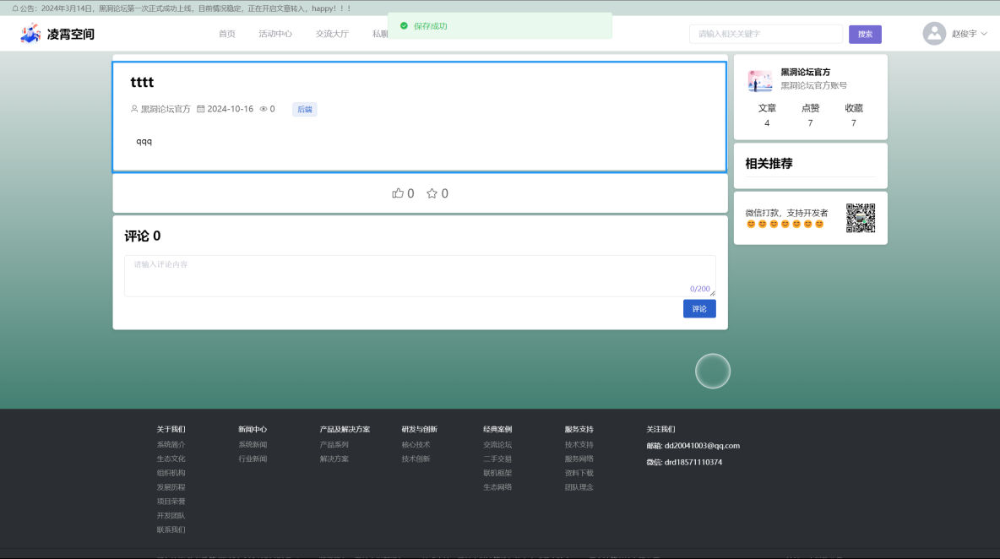 公告：2024年3月14日，黑洞论坛第一次正式成功上线，目前情况稳定，正在开启文章转入，happy！！！
凌霄空间
首页 活动中心 交流大厅 私聊
保存成功
请输入相关关键字
搜索
赵俊宇
tttt
黑洞论坛官方 2024-10-16 0 后端
qqq
0 0
评论 0
请输入评论内容
0/200
评论
黑洞论坛官方
黑洞论坛官方账号
文章 点赞 收藏
4 7 7
相关推荐
微信打款，支持开发者
😊😊😊😊😊😊😊
关于我们 新闻中心 产品及解决方案 研发与创新 经典案例 服务支持 关注我们
系统简介 系统新闻 产品系列 核心技术 交流论坛 技术支持 邮箱: dd20041003@qq.com
生态文化 行业新闻 解决方案 技术创新 二手交易 服务网络 微信: drd18571110374
组织机构 联机框架 资料下载
发展历程 生态网络 团队理念
项目荣誉
开发团队
联系我们